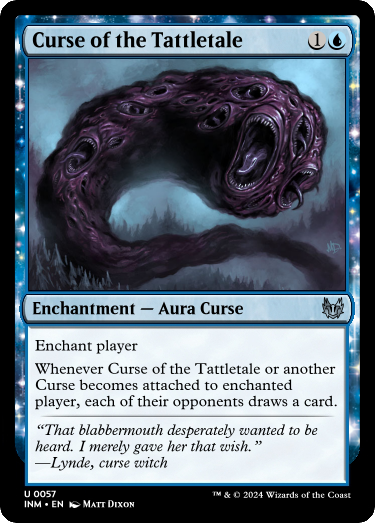 Curse of the Tattletale 1
Enchantment — Aura Curse
Enchant player
Whenever Curse of the Tattletale or another
Curse becomes attached to enchanted
player, each of their opponents draws a card.
“That blabbermouth desperately wanted to be
heard. I merely gave her that wish.”
—Lynde, curse witch
U 0057
INM • EN Matt Dixon
™ & © 2024 Wizards of the Coast